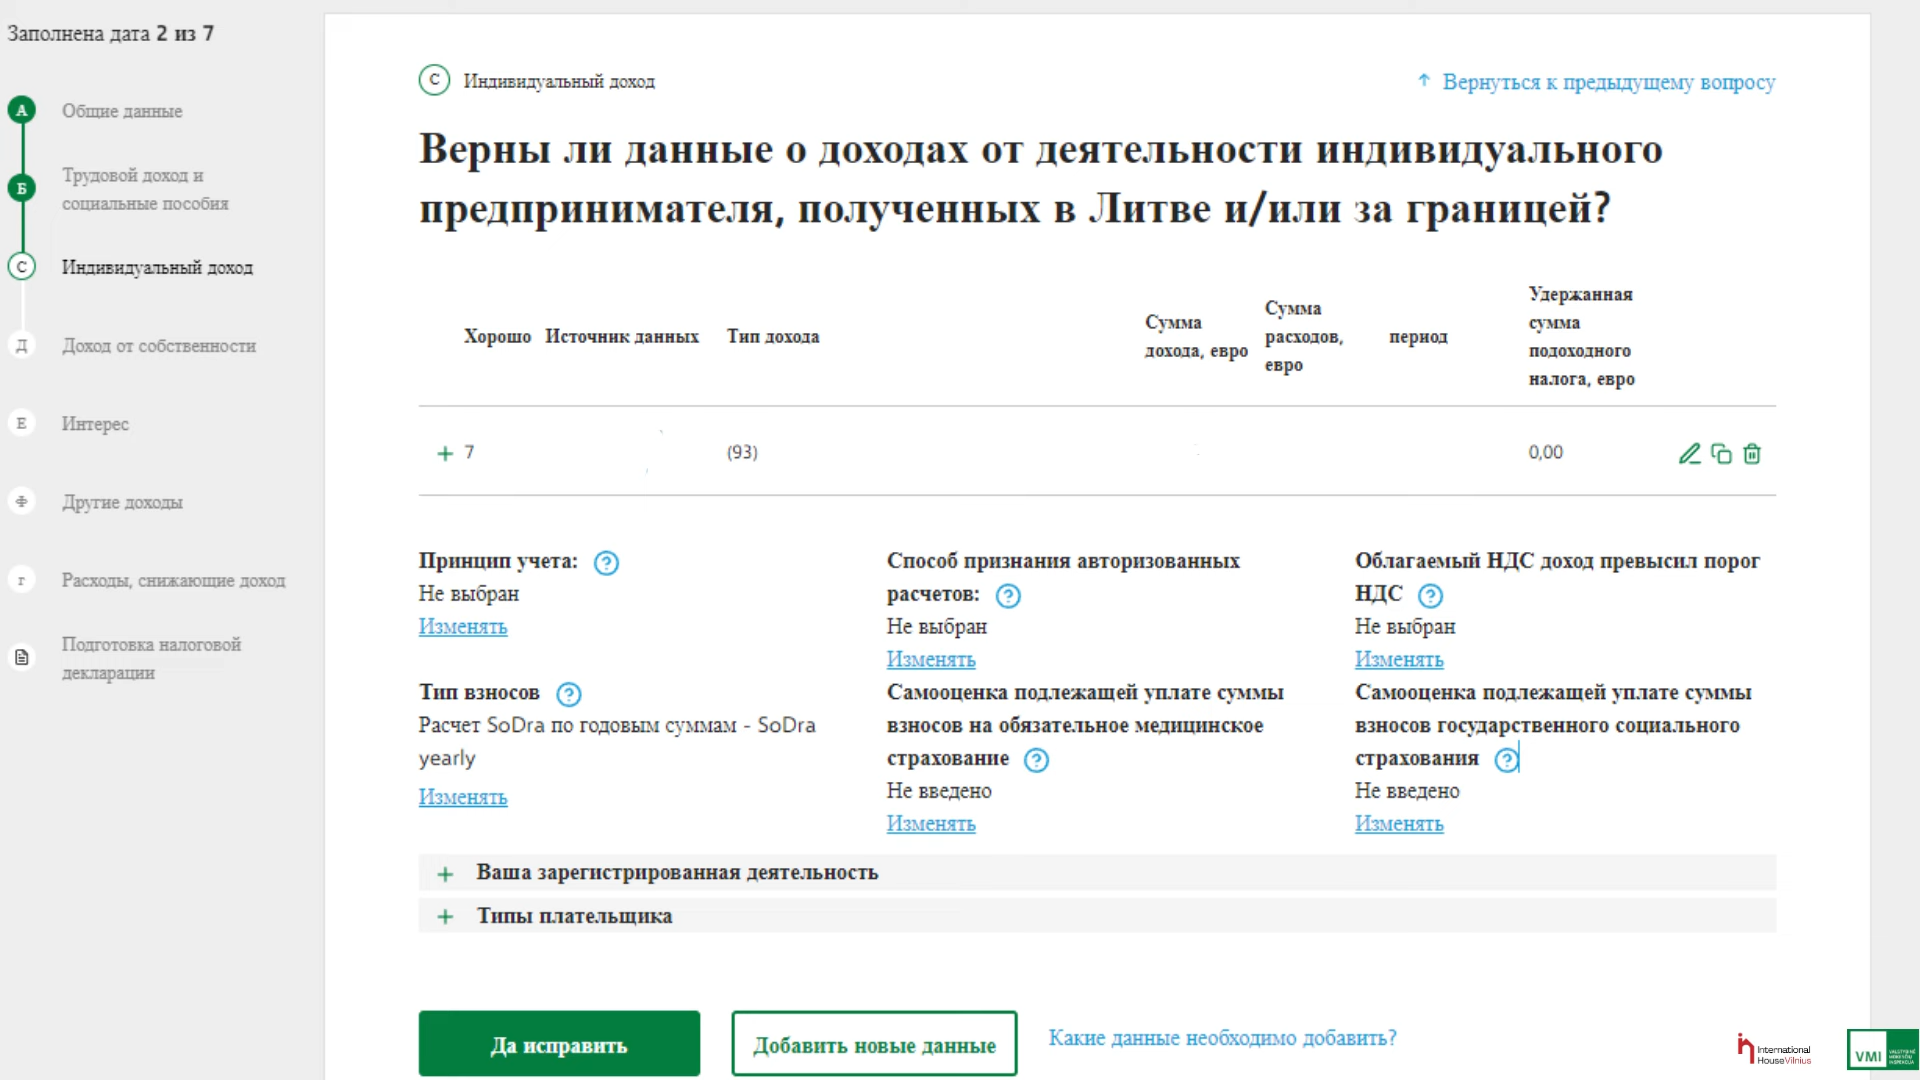 Заполнена дата 2 из 7
А Общие данные
Б Трудовой доход и
социальные пособия
С Индивидуальный доход
Д Доход от собственности
Е Интерес
Ф Другие доходы
г Расходы, снижающие доход
Подготовка налоговой
декларации
С Индивидуальный доход
↑ Вернуться к предыдущему вопросу
Верны ли данные о доходах от деятельности индивидуального
предпринимателя, полученных в Литве и/или за границей?
Хорошо
Источник данных
Тип дохода
Сумма
дохода, евро
Сумма
расходов,
евро
период
Удержанная
сумма
подоходного
налога, евро
+ 7 (93) 0,00
Принцип учета: ?
Не выбран
Изменять
Способ признания авторизованных
расчетов: ?
Не выбран
Изменять
Облагаемый НДС доход превысил порог
НДС ?
Не выбран
Изменять
Тип взносов ?
Расчет SoDra по годовым суммам - SoDra
yearly
Изменять
Самооценка подлежащей уплате суммы
взносов на обязательное медицинское
страхование ?
Не введено
Изменять
Самооценка подлежащей уплате суммы
взносов государственного социального
страхования ?
Не введено
Изменять
+ Ваша зарегистрированная деятельность
+ Типы плательщика
Да исправить
Добавить новые данные
Какие данные необходимо добавить?
International
House Vilnius
VMI